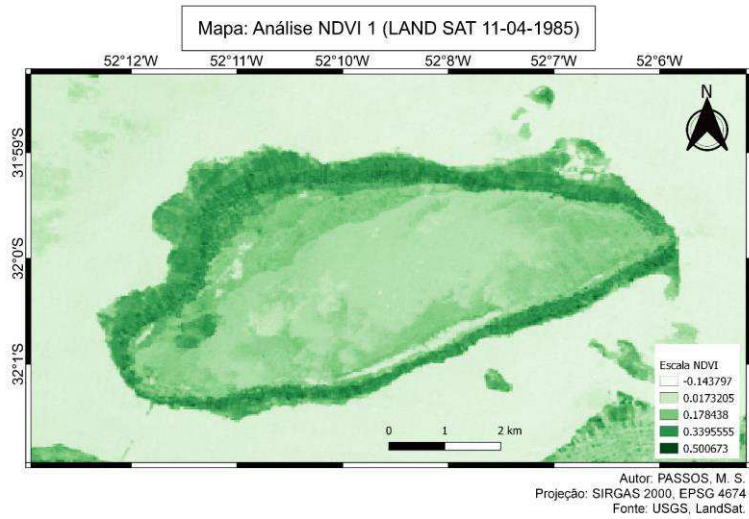 Mapa: Análise NDVI 1 (LAND SAT 11-04-1985)
52°12'W 52°11'W 52°10'W 52°8'W 52°7'W 52°6'W
N
31°59'S
32°0'S
32°1'S
Escala NDVI
-0.143797
0.0173205
0.178438
0.3395555
0.500673
0 1 2 km
Autor: PASSOS, M. S.
Projeção: SIRGAS 2000, EPSG 4674
Fonte: USGS, LandSat.